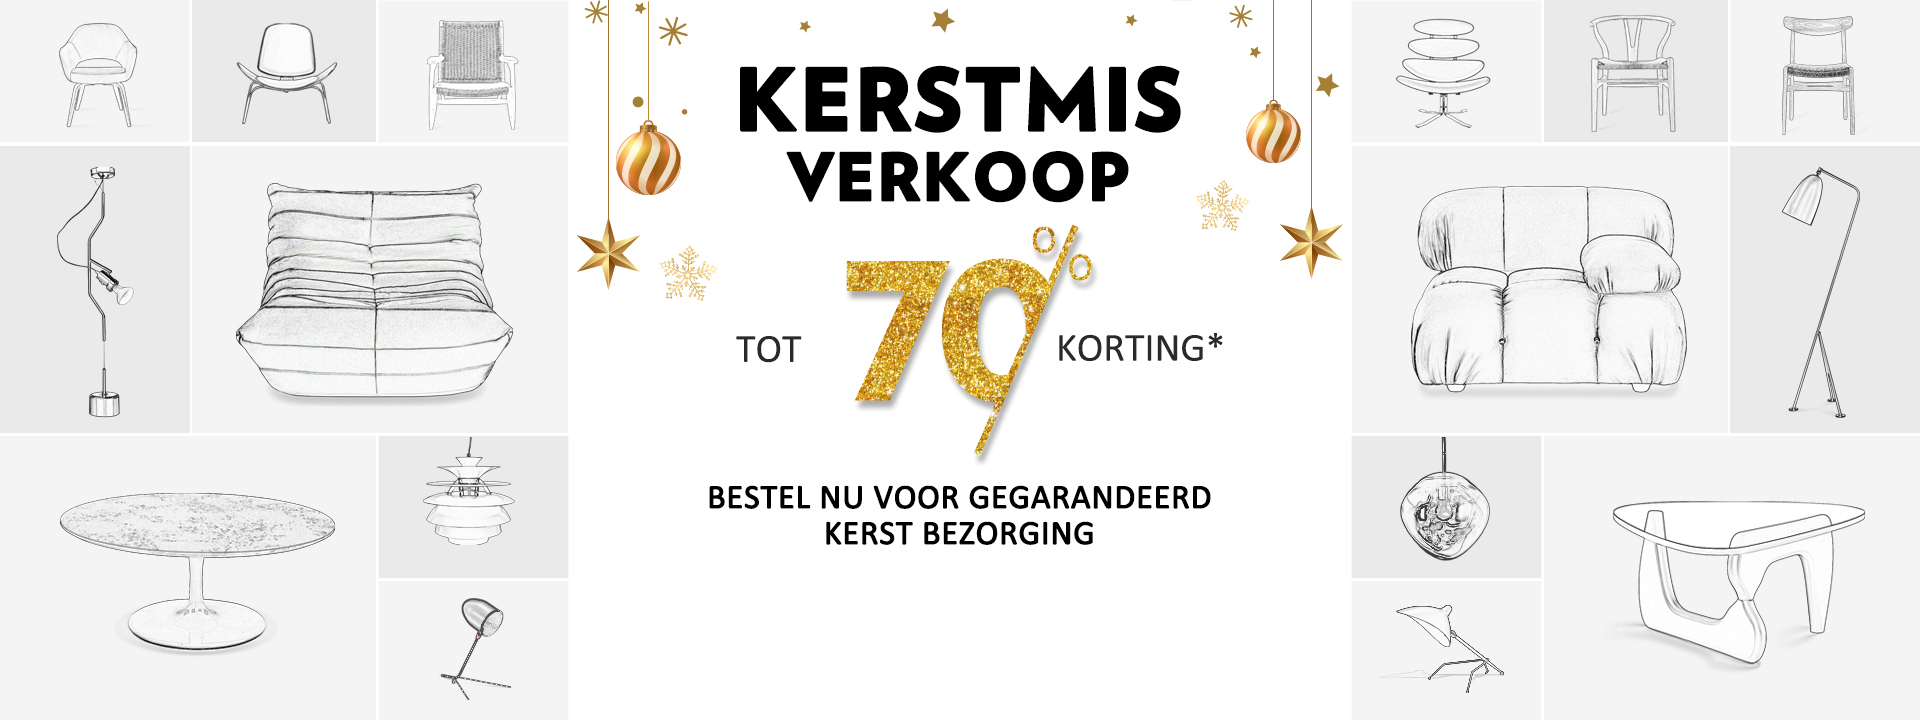 KERSTMIS
VERKOOP
TOT 70% KORTING*
BESTEL NU VOOR GEGARANDEERD
KERST BEZORGING